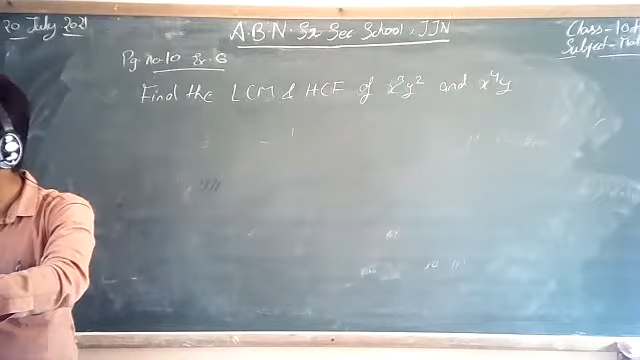 20 July 2021
A.B.N. Sr. Sec School, JJN
Class-10th
Subject-Mat
Pg no.10 Ex.6
Find the LCM & HCF of x³y² and x⁴y